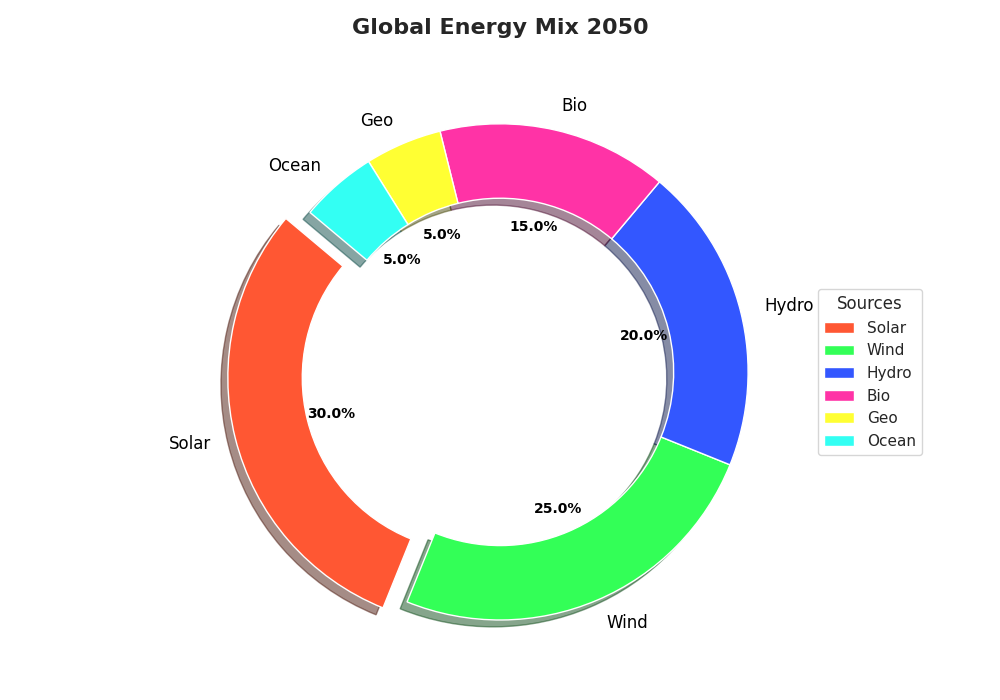 Global Energy Mix 2050
Bio
Geo
Ocean
Hydro
Solar
Wind
15.0%
5.0%
5.0%
20.0%
30.0%
25.0%
Sources
Solar
Wind
Hydro
Bio
Geo
Ocean